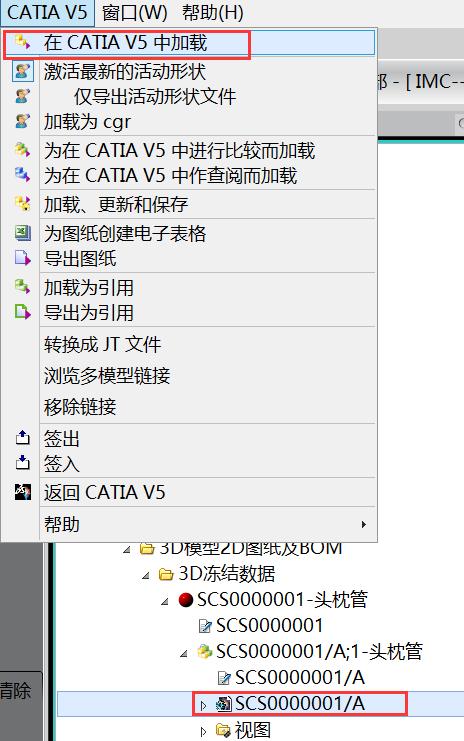 CATIA V5 窗口(W) 帮助(H)
在 CATIA V5 中加载
激活最新的活动形状
仅导出活动形状文件
加载为 cgr
为在 CATIA V5 中进行比较而加载
为在 CATIA V5 中作查阅而加载
加载、更新和保存
为图纸创建电子表格
导出图纸
加载为引用
导出为引用
转换成 JT 文件
浏览多模型链接
移除链接
签出
签入
返回 CATIA V5
帮助
- [ IMC--
3D模型2D图纸及BOM
3D冻结数据
SCS0000001-头枕管
SCS0000001
SCS0000001/A;1-头枕管
SCS0000001/A
清除
SCS0000001/A
视图